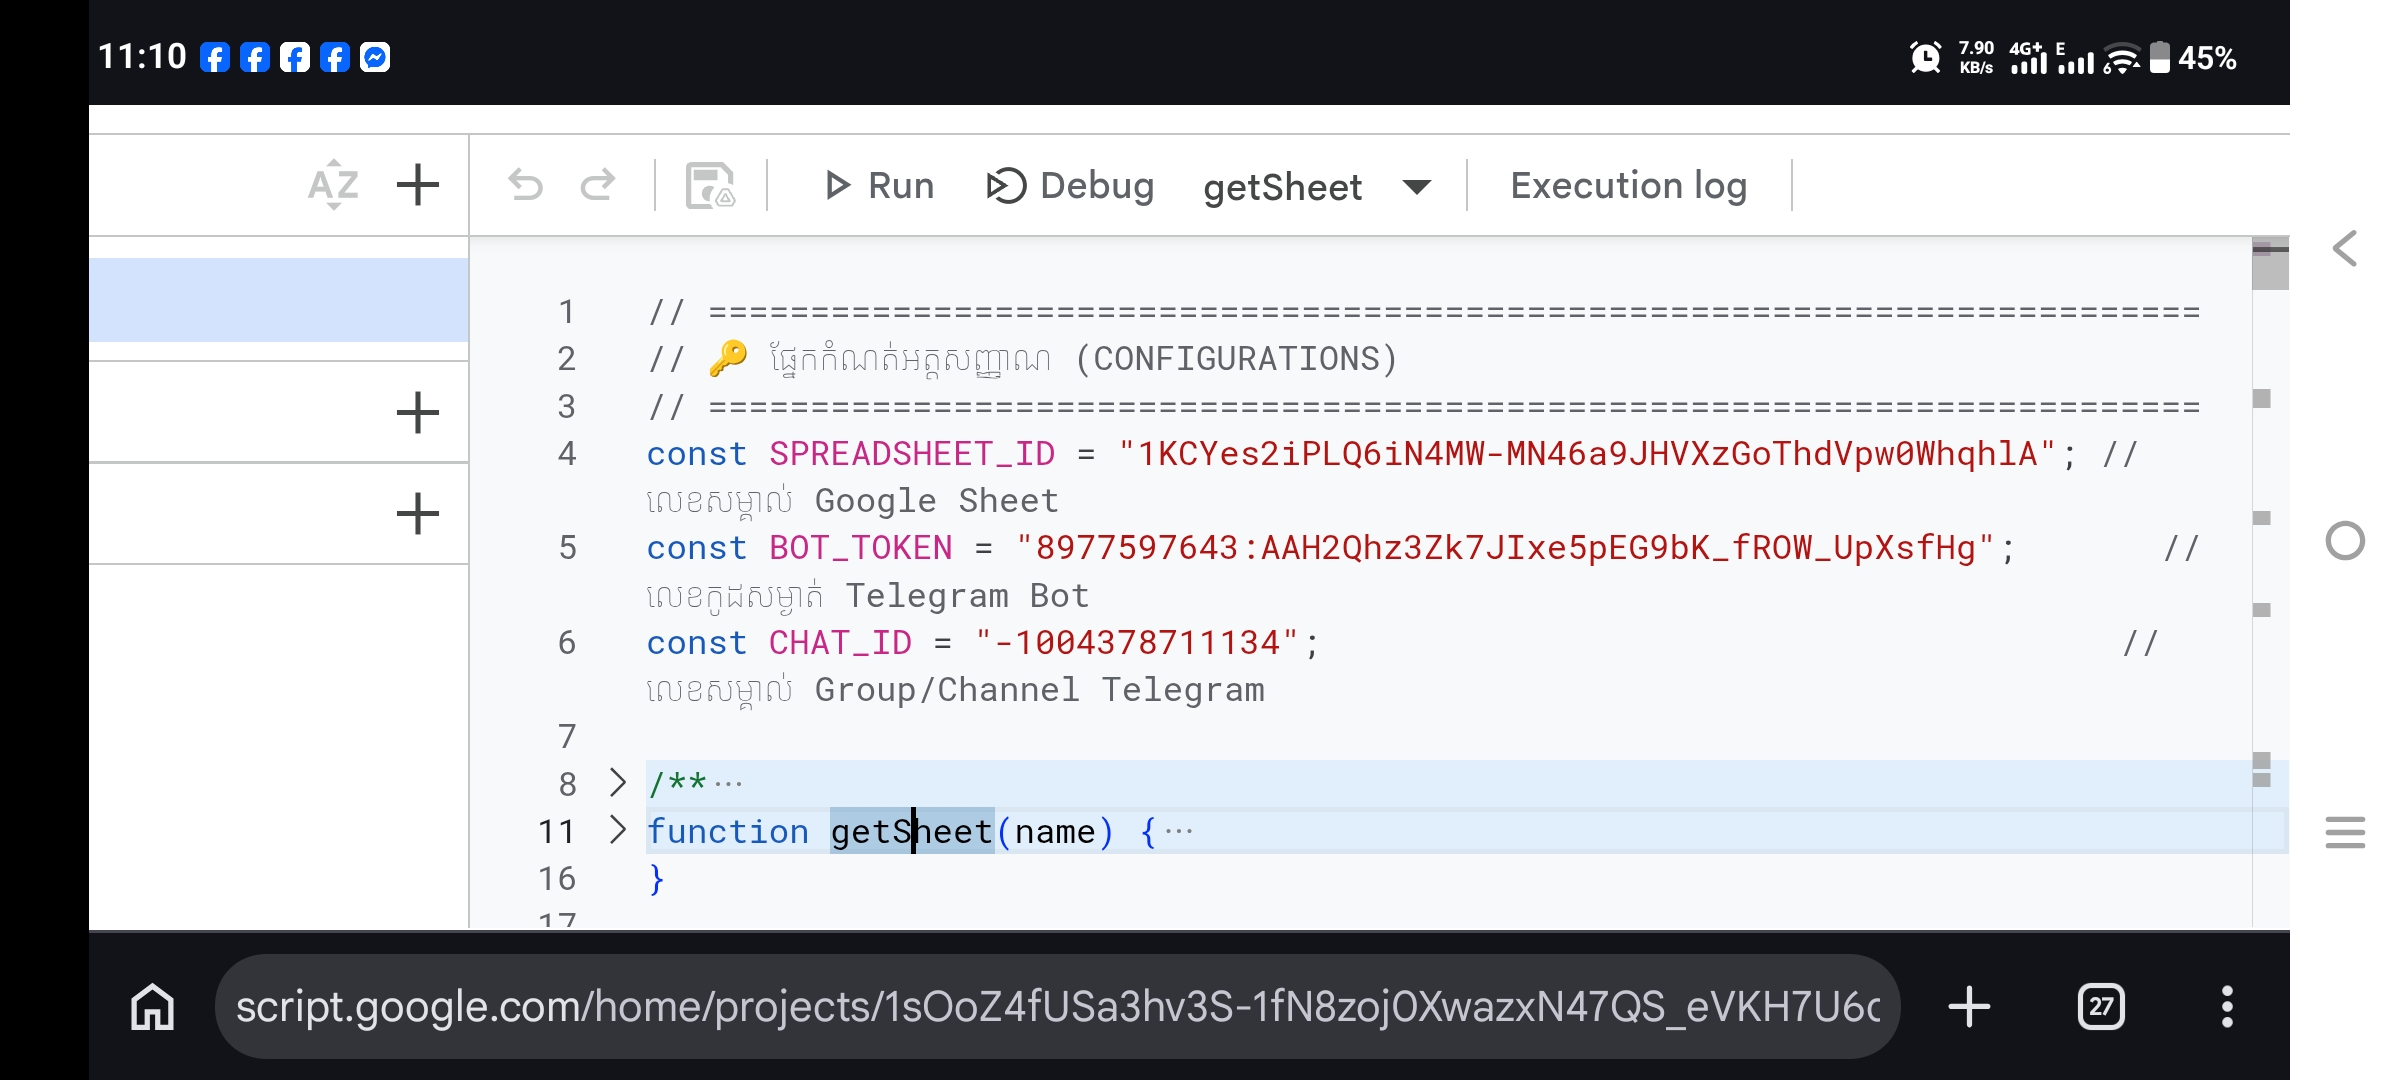 11:10
7.90 KB/s 4G+ E 6 45%
AZ
Run Debug getSheet Execution log
1 // =========================================================================
2 // 🔑 ផ្នែកកំណត់អត្តសញ្ញាណ (CONFIGURATIONS)
3 // =========================================================================
4 const SPREADSHEET_ID = "1KCYes2iPLQ6iN4MW-MN46a9JHVXzGoThdVpw0WhqhlA"; //
លេខសម្គាល់ Google Sheet
5 const BOT_TOKEN = "8977597643:AAH2Qhz3Zk7JIxe5pEG9bK_fROW_UpXsfHg"; //
លេខកូដសម្ងាត់ Telegram Bot
6 const CHAT_ID = "-1004378711134"; //
លេខសម្គាល់ Group/Channel Telegram
7
8 /** ···
11 function getSheet(name) { ···
16 }
17
script.google.com/home/projects/1sOoZ4fUSa3hv3S-1fN8zoj0XwazxN47QS_eVKH7U6c
27